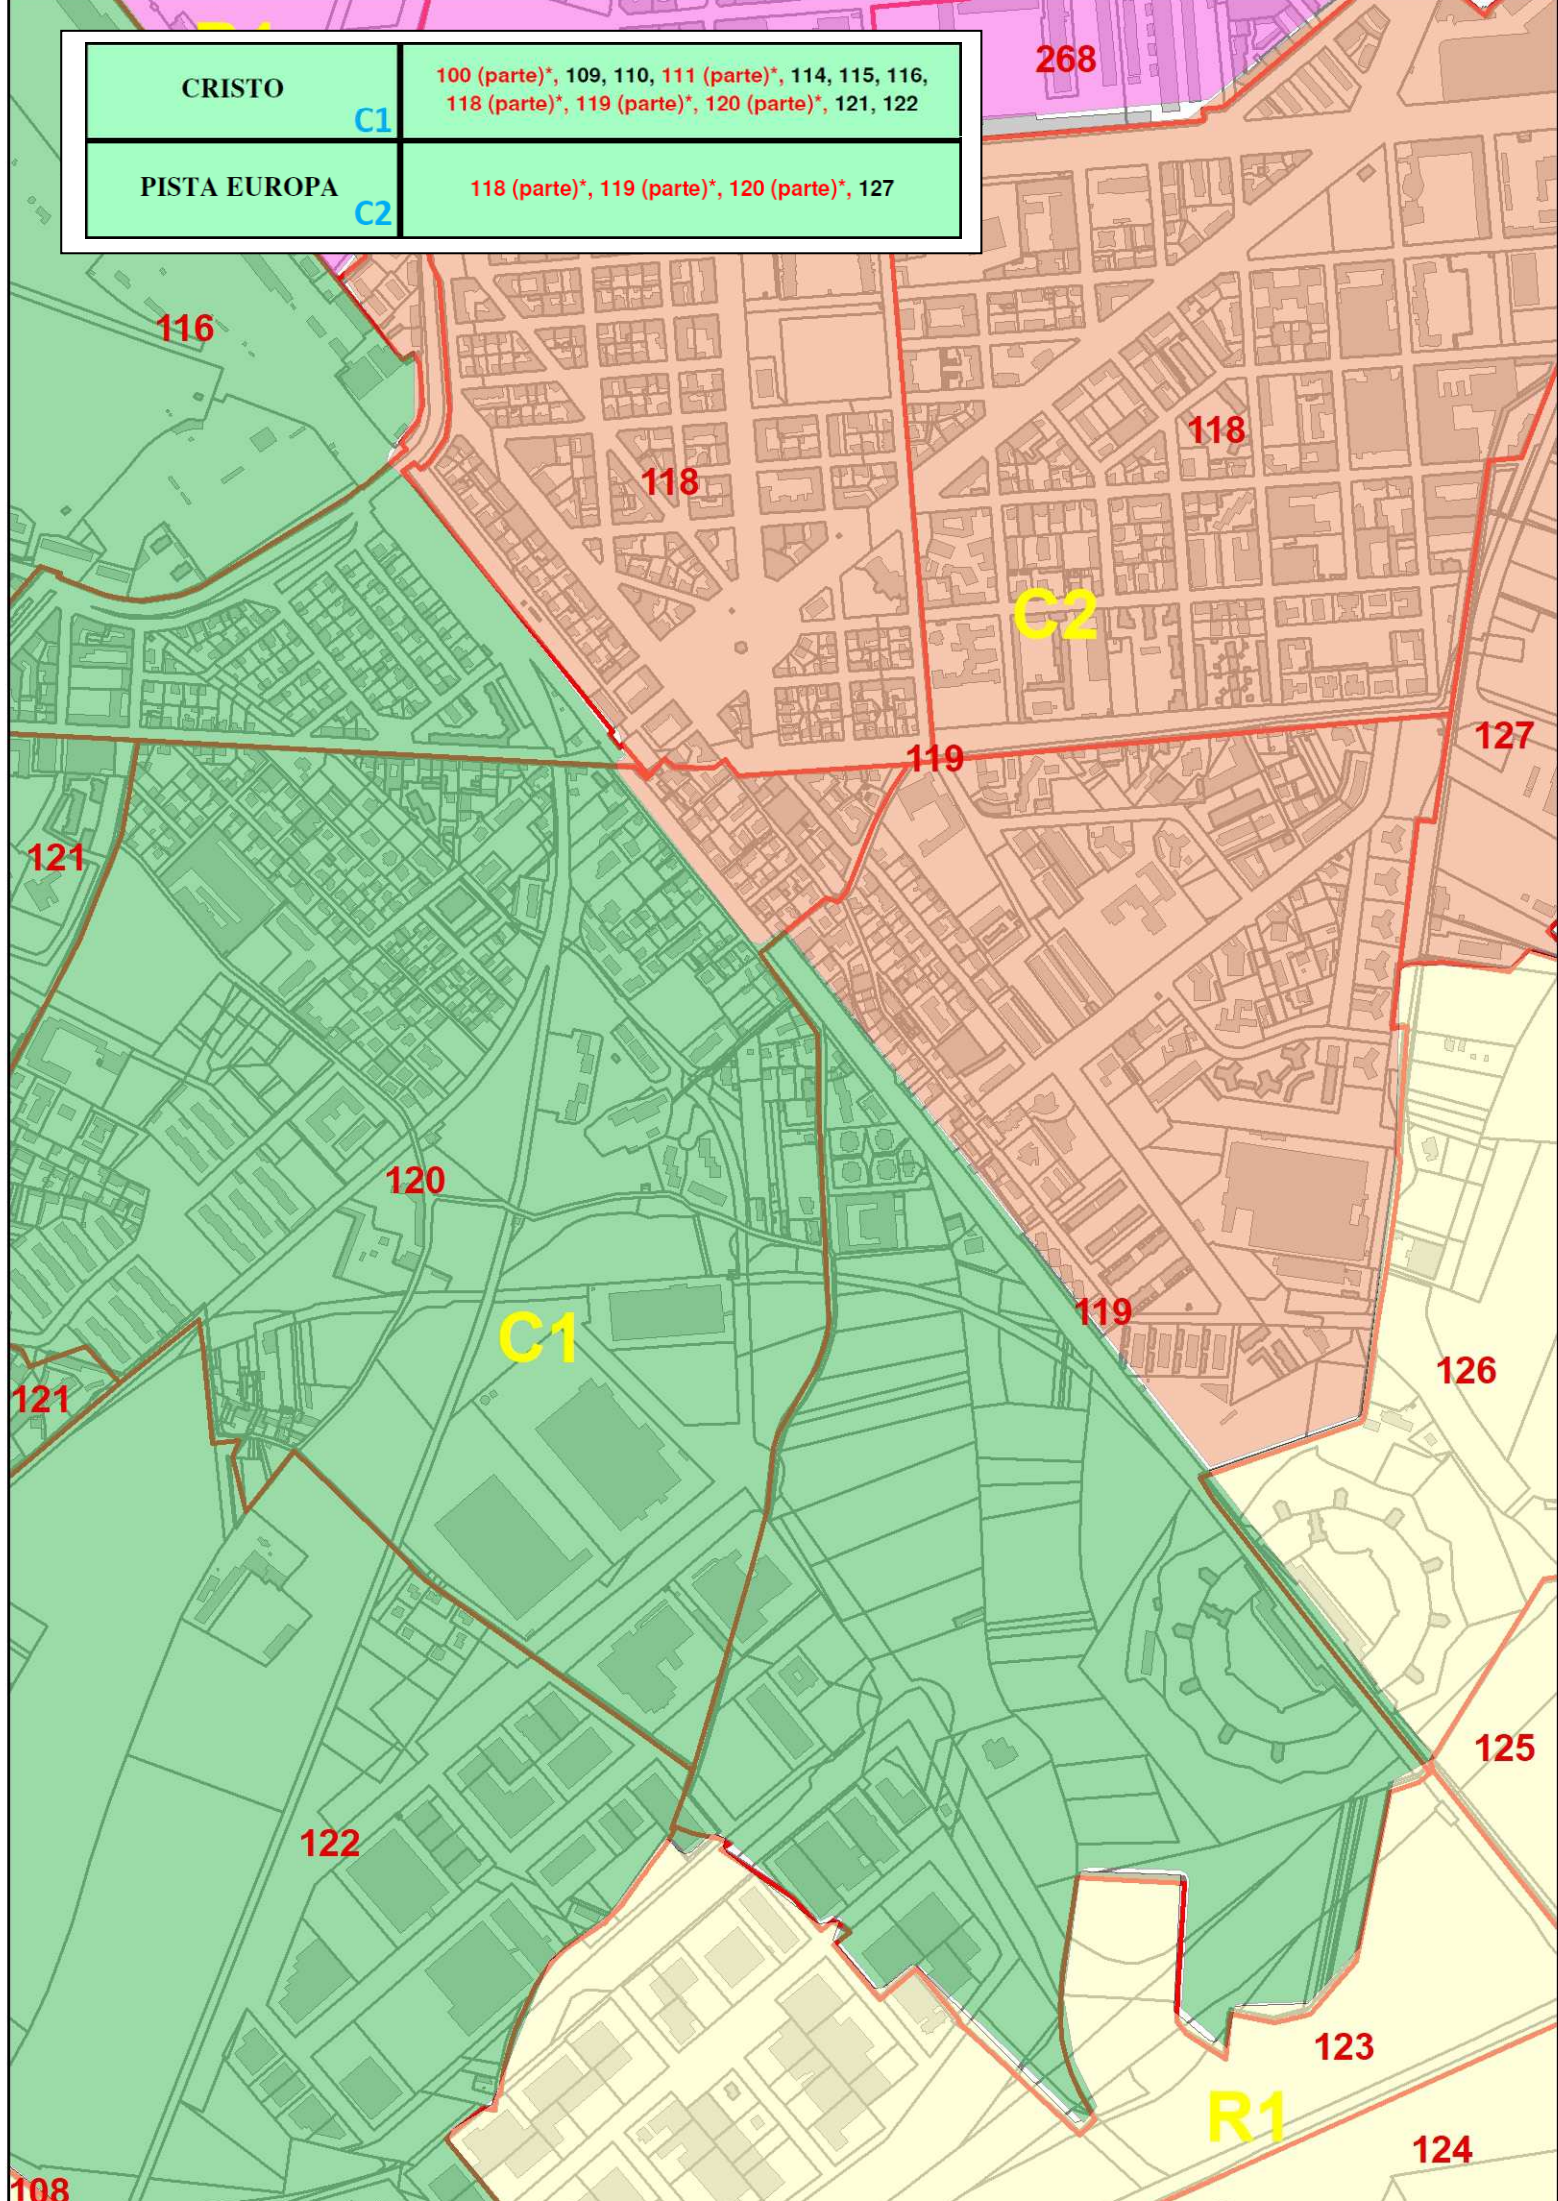 268
CRISTO
C1
100 (parte)*, 109, 110, 111 (parte)*, 114, 115, 116,
118 (parte)*, 119 (parte)*, 120 (parte)*, 121, 122
PISTA EUROPA
C2
118 (parte)*, 119 (parte)*, 120 (parte)*, 127
116
118
118
C2
127
119
121
120
119
C1
126
121
125
122
123
R1
124
108